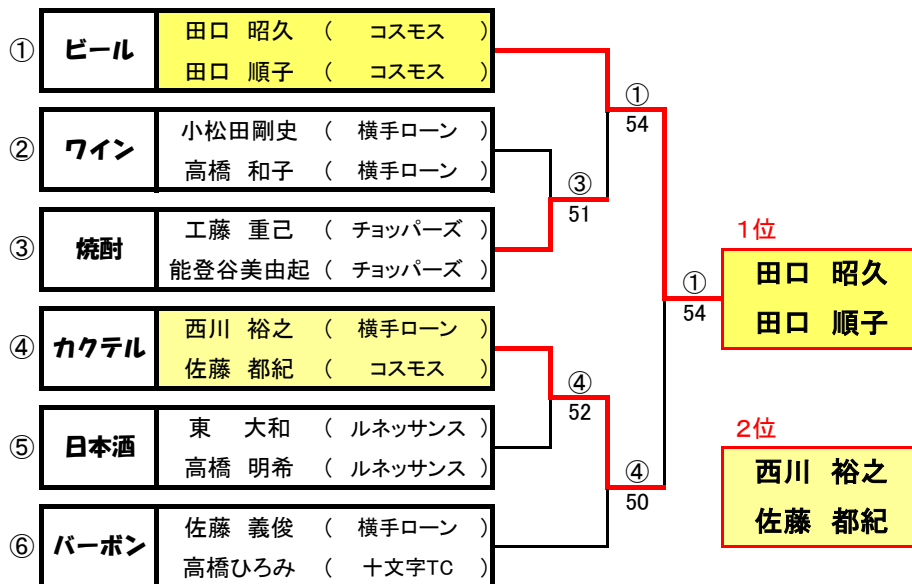 ① ビール 田口 昭久 ( コスモス )
田口 順子 ( コスモス )
② ワイン 小松田剛史 ( 横手ローン )
高橋 和子 ( 横手ローン )
③ 焼酎 工藤 重己 ( チョッパーズ )
能登谷美由起 ( チョッパーズ )
④ カクテル 西川 裕之 ( 横手ローン )
佐藤 都紀 ( コスモス )
⑤ 日本酒 東 大和 ( ルネッサンス )
高橋 明希 ( ルネッサンス )
⑥ バーボン 佐藤 義俊 ( 横手ローン )
高橋ひろみ ( 十文字TC )
③
51
④
52
①
54
④
50
①
54
1位
田口 昭久
田口 順子
2位
西川 裕之
佐藤 都紀